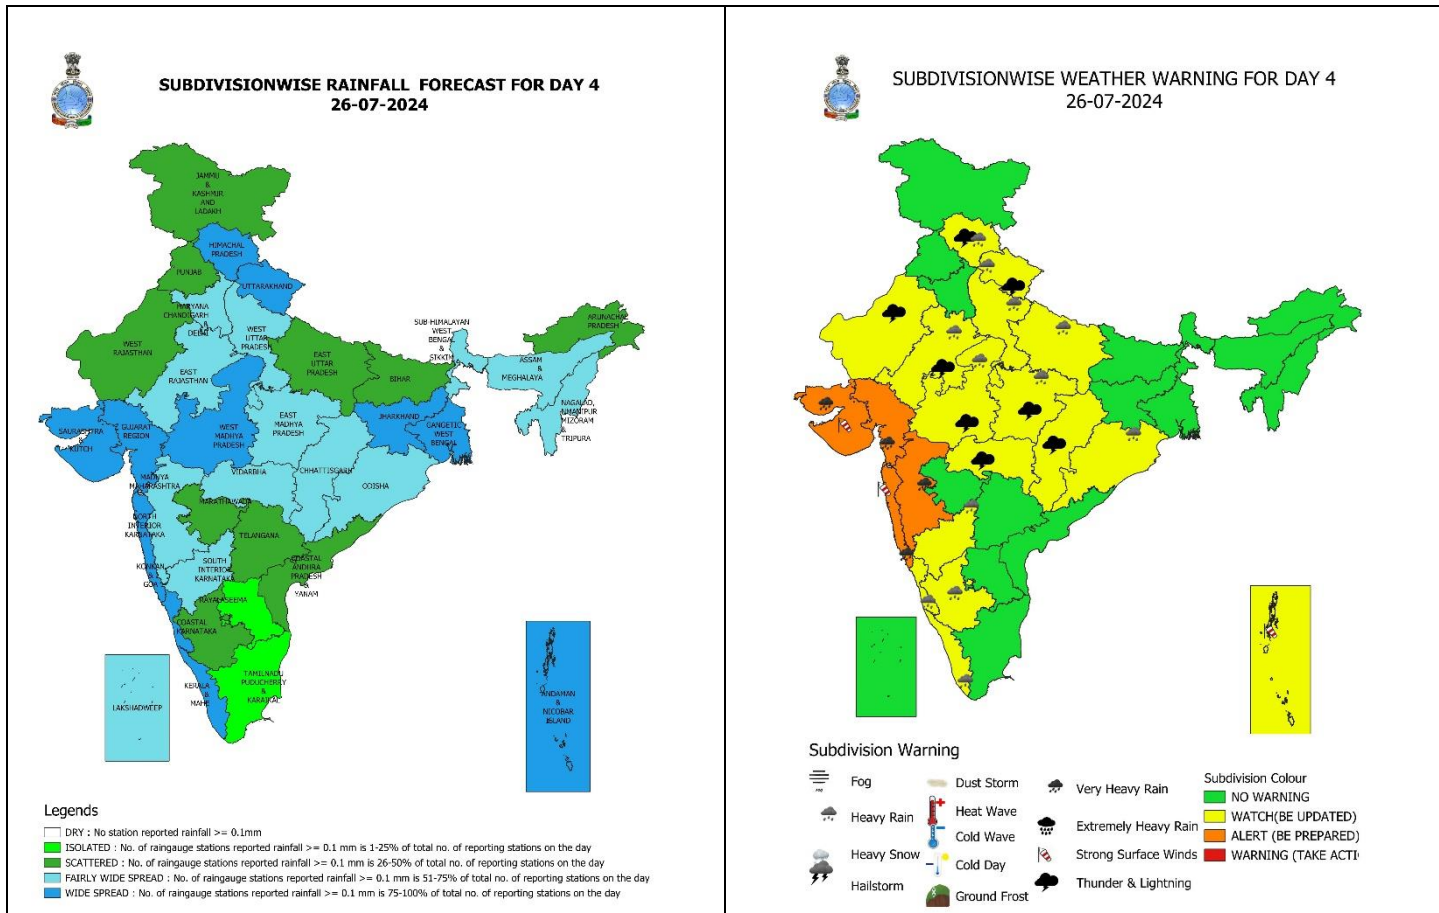 SUBDIVISIONWISE RAINFALL FORECAST FOR DAY 4
26-07-2024
JAMMU
&
KASHMIR
AND
LADAKH
HIMACHAL
PRADESH
PUNJAB
UTTARAKHAND
HARYANA
CHANDIGARH
&
DELHI
WEST
UTTAR
PRADESH
WEST
RAJASTHAN
EAST
RAJASTHAN
EAST
UTTAR
PRADESH
BIHAR
SUB-HIMALAYAN
WEST
BENGAL
&
SIKKIM
ARUNACHAL
PRADESH
ASSAM
&
MEGHALAYA
NAGALAD,
MANIPUR
MIZORAM
&
TRIPURA
JHARKHAND
GANGETIC
WEST
BENGAL
SAURASHTRA
&
KUTCH
GUJARAT
REGION
WEST
MADHYA
PRADESH
EAST
MADHYA
PRADESH
VIDARBHA
CHHATTISGARH
ODISHA
MADHYA
MAHARASHTRA
MARATHAWADA
NORTH
INTERIOR
KARNATAKA
TELANGANA
KONKAN
&
GOA
SOUTH
INTERIOR
KARNATAKA
COASTAL
ANDHRA
PRADESH
&
YANAM
RAYALASEEMA
COASTAL
KARNATAKA
TAMILNADU
PUDUCHERRY
&
KARAIKAL
KERALA
&
MAHE
LAKSHADWEEP
ANDAMAN
&
NICOBAR
ISLAND
Legends
DRY : No station reported rainfall >= 0.1mm
ISOLATED : No. of raingauge stations reported rainfall >= 0.1 mm is 1-25% of total no. of reporting stations on the day
SCATTERED : No. of raingauge stations reported rainfall >= 0.1 mm is 26-50% of total no. of reporting stations on the day
FAIRLY WIDE SPREAD : No. of raingauge stations reported rainfall >= 0.1 mm is 51-75% of total no. of reporting stations on the day
WIDE SPREAD : No. of raingauge stations reported rainfall >= 0.1 mm is 75-100% of total no. of reporting stations on the day
SUBDIVISIONWISE WEATHER WARNING FOR DAY 4
26-07-2024
Subdivision Warning
Fog
Heavy Rain
Heavy Snow
Hailstorm
Dust Storm
Heat Wave
Cold Wave
Cold Day
Ground Frost
Very Heavy Rain
Extremely Heavy Rain
Strong Surface Winds
Thunder & Lightning
Subdivision Colour
NO WARNING
WATCH(BE UPDATED)
ALERT (BE PREPARED)
WARNING (TAKE ACTI